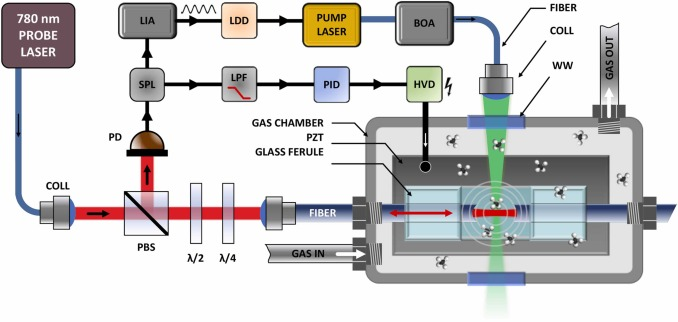 780 nm
PROBE
LASER
LIA
LDD
PUMP
LASER
BOA
FIBER
COLL
WW
GAS OUT
SPL
LPF
PID
HVD
PD
GAS CHAMBER
PZT
GLASS FERULE
COLL
PBS
λ/2
λ/4
FIBER
GAS IN